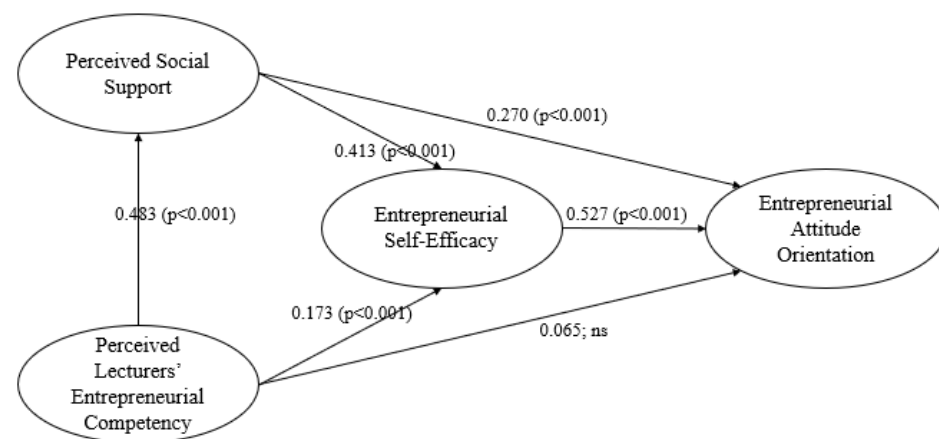 Perceived Social
Support
0.270 (p<0.001)
0.413 (p<0.001)
0.483 (p<0.001)
Entrepreneurial
Self-Efficacy
0.527 (p<0.001)
Entrepreneurial
Attitude
Orientation
0.173 (p<0.001)
0.065; ns
Perceived
Lecturers’
Entrepreneurial
Competency